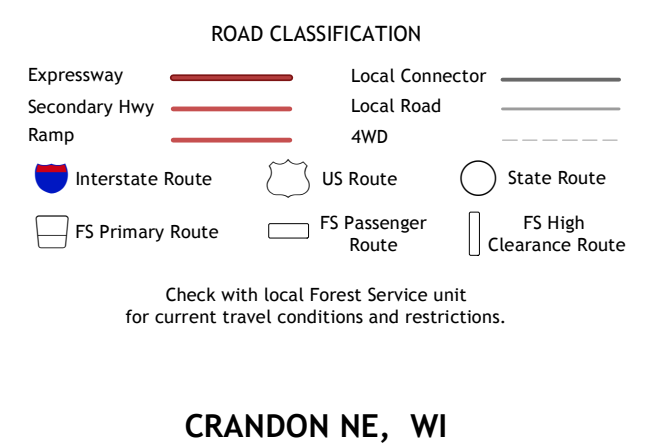 ROAD CLASSIFICATION
Expressway
Local Connector
Secondary Hwy
Local Road
Ramp
4WD
Interstate Route
US Route
State Route
FS Primary Route
FS Passenger
Route
FS High
Clearance Route
Check with local Forest Service unit
for current travel conditions and restrictions.
CRANDON NE, WI